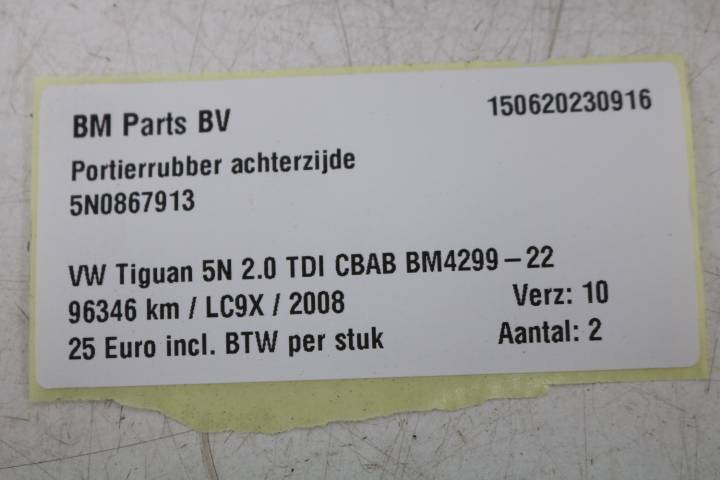 BM Parts BV 150620230916
Portierrubber achterzijde
5N0867913
VW Tiguan 5N 2.0 TDI CBAB BM4299-22
96346 km / LC9X / 2008 Verz: 10
25 Euro incl. BTW per stuk Aantal: 2